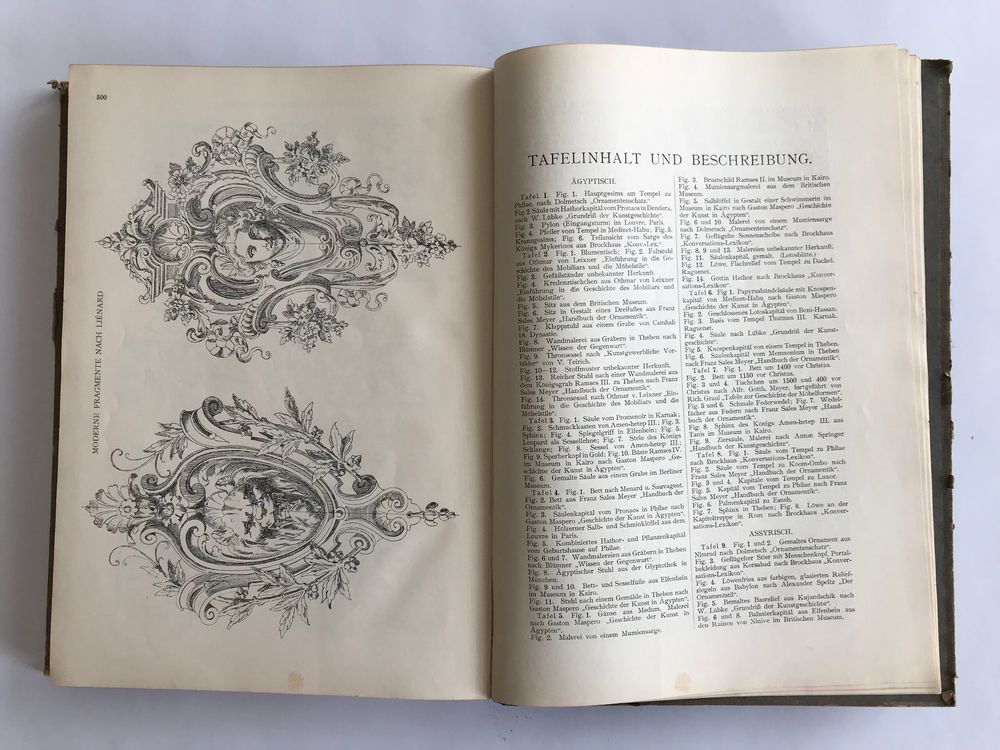 500
MODERNE FRAGMENTE NACH LIÉNARD
TAFELINHALT UND BESCHREIBUNG.
ÄGYPTISCH.
Tafel 1. Fig. 1. Hauptgesims am Tempel zu
Philae, nach Dolmetsch „Ornamentenschatz.“
Fig. 2 Säule mit Hathorkapitäl vom Pronaos in Dendera,
nach W. Lübke „Grundriß der Kunstgeschichte“.
Fig. 3. Pylon (Eingangsturm) im Louvre, Paris.
Fig. 4. Pfeiler vom Tempel in Medinet-Habu; Fig. 5.
Kranzgesims; Fig. 6. Teilansicht vom Sarge des
Königs Mykerinos aus Brockhaus „Konv.-Lex.“
Tafel 2. Fig. 1. Blumentisch; Fig. 2. Faltstuhl
aus Othmar von Leixner „Einführung in die Ge-
schichte des Mobiliars und die Möbelstile“.
Fig. 3. Gefäßständer unbekannter Herkunft.
Fig. 4. Kredenztischchen aus Othmar von Leixner
„Einführung in die Geschichte des Mobiliars und die
Möbelstile“.
Fig. 5. Sitz aus dem Britischen Museum.
Fig. 6. Sitz in Gestalt eines Dreifußes aus Franz
Sales Meyer „Handbuch der Ornamentik“.
Fig. 7. Klappstuhl aus einem Grabe von
18. Dynastie.
Fig. 8. Wandmalerei aus Gräbern in Theben nach
Blümner „Wissen der Gegenwart“.
Fig. 9. Thronsessel nach „Kunstgewerbliche Vor-
bilder“ von V. Teirich.
Fig. 10—12. Stoffmuster unbekannter Herkunft.
Fig. 13. Reicher Stuhl nach einer Wandmalerei aus
dem Königsgrab Ramses III. zu Theben nach Franz
Sales Meyer „Handbuch der Ornamentik“.
Fig. 14. Thronsessel nach Othmar v. Leixner „Ein-
führung in die Geschichte des Mobiliars und die
Möbelstile“.
Tafel 3. Fig. 1. Säule vom Promenoir in Karnak;
Fig. 2. Schmuckkasten von Amen-hetep III.; Fig. 3.
Sphinx; Fig. 4. Spiegelgriff in Elfenbein; Fig. 5.
Leopard als Sessellehne; Fig. 7. Stele des Königs
Schlange; Fig. 8. Sessel von Amen-hetep III.;
Fig. 9. Sperberkopf in Gold; Fig. 10. Büste Ramses IV.
im Museum in Kairo nach Gaston Maspero „Ge-
schichte der Kunst in Ägypten“.
Fig. 6. Gemalte Säule aus einem Grabe im Berliner
Museum.
Tafel 4. Fig. 1. Bett nach Menard u. Sauvageot.
Fig. 2. Bett aus Franz Sales Meyer „Handbuch der
Ornamentik“.
Fig. 3. Säulenkapitäl vom Pronaos in Philae nach
Gaston Maspero „Geschichte der Kunst in Ägypten“.
Fig. 4. Hölzerner Salb- und Schminklöffel aus dem
Louvre in Paris.
Fig. 5. Kombiniertes Hathor- und Pflanzenkapitäl
vom Geburtshause auf Philae.
Fig. 6 und 7. Wandmalereien aus Gräbern in Theben
nach Blümner „Wissen der Gegenwart“.
Fig. 8. Ägyptischer Stuhl aus der Glypothek in
München.
Fig. 9 und 10. Bett- und Sesselfüße aus Elfenbein
im Museum in Kairo.
Fig. 11. Stuhl nach einem Gemälde in Theben nach
Gaston Maspero „Geschichte der Kunst in Ägypten“.
Tafel 5. Fig. 1. Gänse aus Medum, Malerei
nach Gaston Maspero „Geschichte der Kunst in
Ägypten“.
Fig. 2. Malerei von einem Mumiensarge.
Fig. 3. Brustschild Ramses II. im Museum in Kairo.
Fig. 4. Mumiensargmalerei aus dem Britischen
Museum.
Fig. 5. Salblöffel in Gestalt einer Schwimmerin im
Museum in Kairo nach Gaston Maspero „Geschichte
der Kunst in Ägypten“.
Fig. 6 und 10. Malerei von einem Mumiensarge
nach Dolmetsch „Ornamentenschatz“.
Fig. 7. Geflügelte Sonnenscheibe nach Brockhaus
„Konversations-Lexikon“.
Fig. 8, 9 und 13. Malereien unbekannter Herkunft.
Fig. 11. Säulenkapitäl, gemalt. (Lotosblüte.)
Fig. 12. Löwe, Flachrelief vom Tempel zu Dachel.
Raguenet.
Fig. 14. Göttin Hathor nach Brockhaus „Konver-
sations-Lexikon“.
Tafel 6. Fig 1. Papyrusbündelsäule mit Knospen-
kapitäl von Medinet-Habu nach Gaston Maspero
„Geschichte der Kunst in Ägypten“.
Fig. 2. Geschlossenes Lotoskapitäl von Beni-Hassan.
Fig. 3. Basis vom Tempel Thutmes III. Karnak.
Raguenet.
Fig. 4. Säule nach Lübke „Grundriß der Kunst-
geschichte“.
Fig 5. Knospenkapitäl von einem Tempel in Theben.
Fig. 6. Säulenkapitäl vom Memnonium in Theben
nach Franz Sales Meyer „Handbuch der Ornamentik“.
Tafel 7. Fig. 1. Bett um 1400 vor Christus.
Fig. 2. Bett um 1150 vor Christus.
Fig. 3 und 4. Tischchen um 1500 und 400 vor
Christus nach Alfr. Gotth. Meyer, fortgeführt von
Rich. Graul „Tafeln zur Geschichte der Möbelformen“.
Fig. 5 und 6. Schmale Federwedel; Fig. 7. Wedel-
fächer aus Federn nach Franz Sales Meyer „Hand-
buch der Ornamentik“.
Fig. 8. Sphinx des Königs Amen-hetep III. aus
Tanis im Museum in Kairo.
Fig. 9. Ziersäule, Malerei nach Anton Springer
„Handbuch der Kunstgeschichte“.
Tafel 8. Fig. 1. Säule vom Tempel zu Philae
nach Brockhaus „Konversations-Lexikon“.
Fig. 2. Säule vom Tempel zu Koom-Ombo nach
Franz Sales Meyer „Handbuch der Ornamentik“.
Fig. 3 und 4. Kapitäle vom Tempel zu Luxor.
Fig. 5. Kapitäl vom Tempel zu Philae nach Franz
Sales Meyer „Handbuch der Ornamentik“.
Fig. 6. Palmenkapitäl zu Esneh.
Fig. 7. Sphinx in Theben; Fig. 8. Löwe an der
Kapitoltreppe in Rom nach Brockhaus „Konver-
sations-Lexikon“.
ASSYRISCH.
Tafel 9. Fig. 1 und 2. Gemaltes Ornament aus
Nimrud nach Dolmetsch „Ornamentenschatz“.
Fig. 3. Geflügelter Stier mit Menschenkopf, Portal-
bekleidung aus Korsabad nach Brockhaus „Konver-
sations-Lexikon“
Fig. 4. Löwenfries aus farbigen, glasierten Relief-
ziegeln aus Babylon nach Alexander Speltz „Der
Ornamentstil“.
Fig. 5. Bemaltes Basrelief aus Kujundschik nach
W. Lübke „Grundriß der Kunstgeschichte“.
Fig. 6 und 8. Balusterkapitäl aus Elfenbein aus
den Ruinen von Ninive im Britischen Museum.